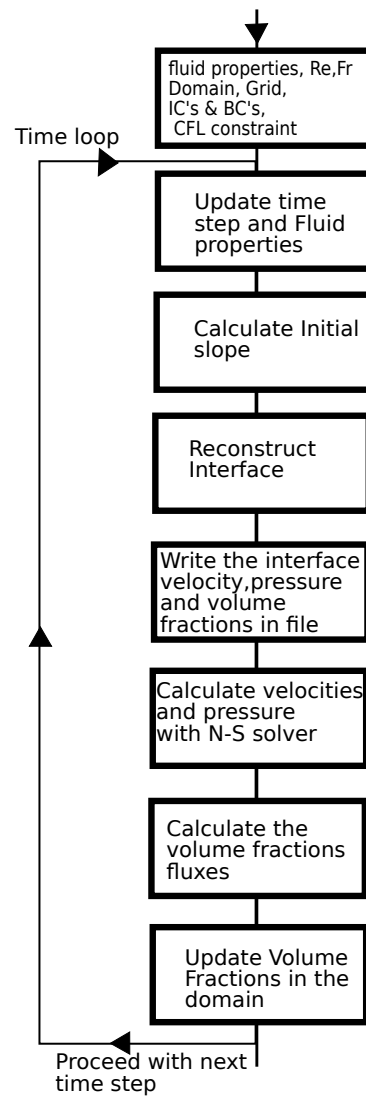 fluid properties, Re,Fr
Domain, Grid,
IC's & BC's,
CFL constraint
Time loop
Update time
step and Fluid
properties
Calculate Initial
slope
Reconstruct
Interface
Write the interface
velocity,pressure
and volume
fractions in file
Calculate velocities
and pressure
with N-S solver
Calculate the
volume fractions
fluxes
Update Volume
Fractions in the
domain
Proceed with next
time step